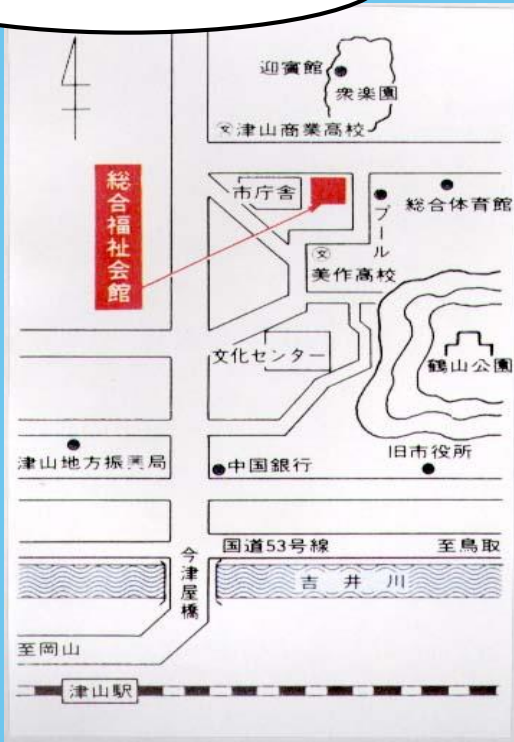 迎賓館
衆楽園
文 津山商業高校
総合福祉会館
市庁舎
プール
総合体育館
文
美作高校
文化センター
鶴山公園
津山地方振興局
中国銀行
旧市役所
国道53号線
至鳥取
今津屋橋
吉井川
至岡山
津山駅